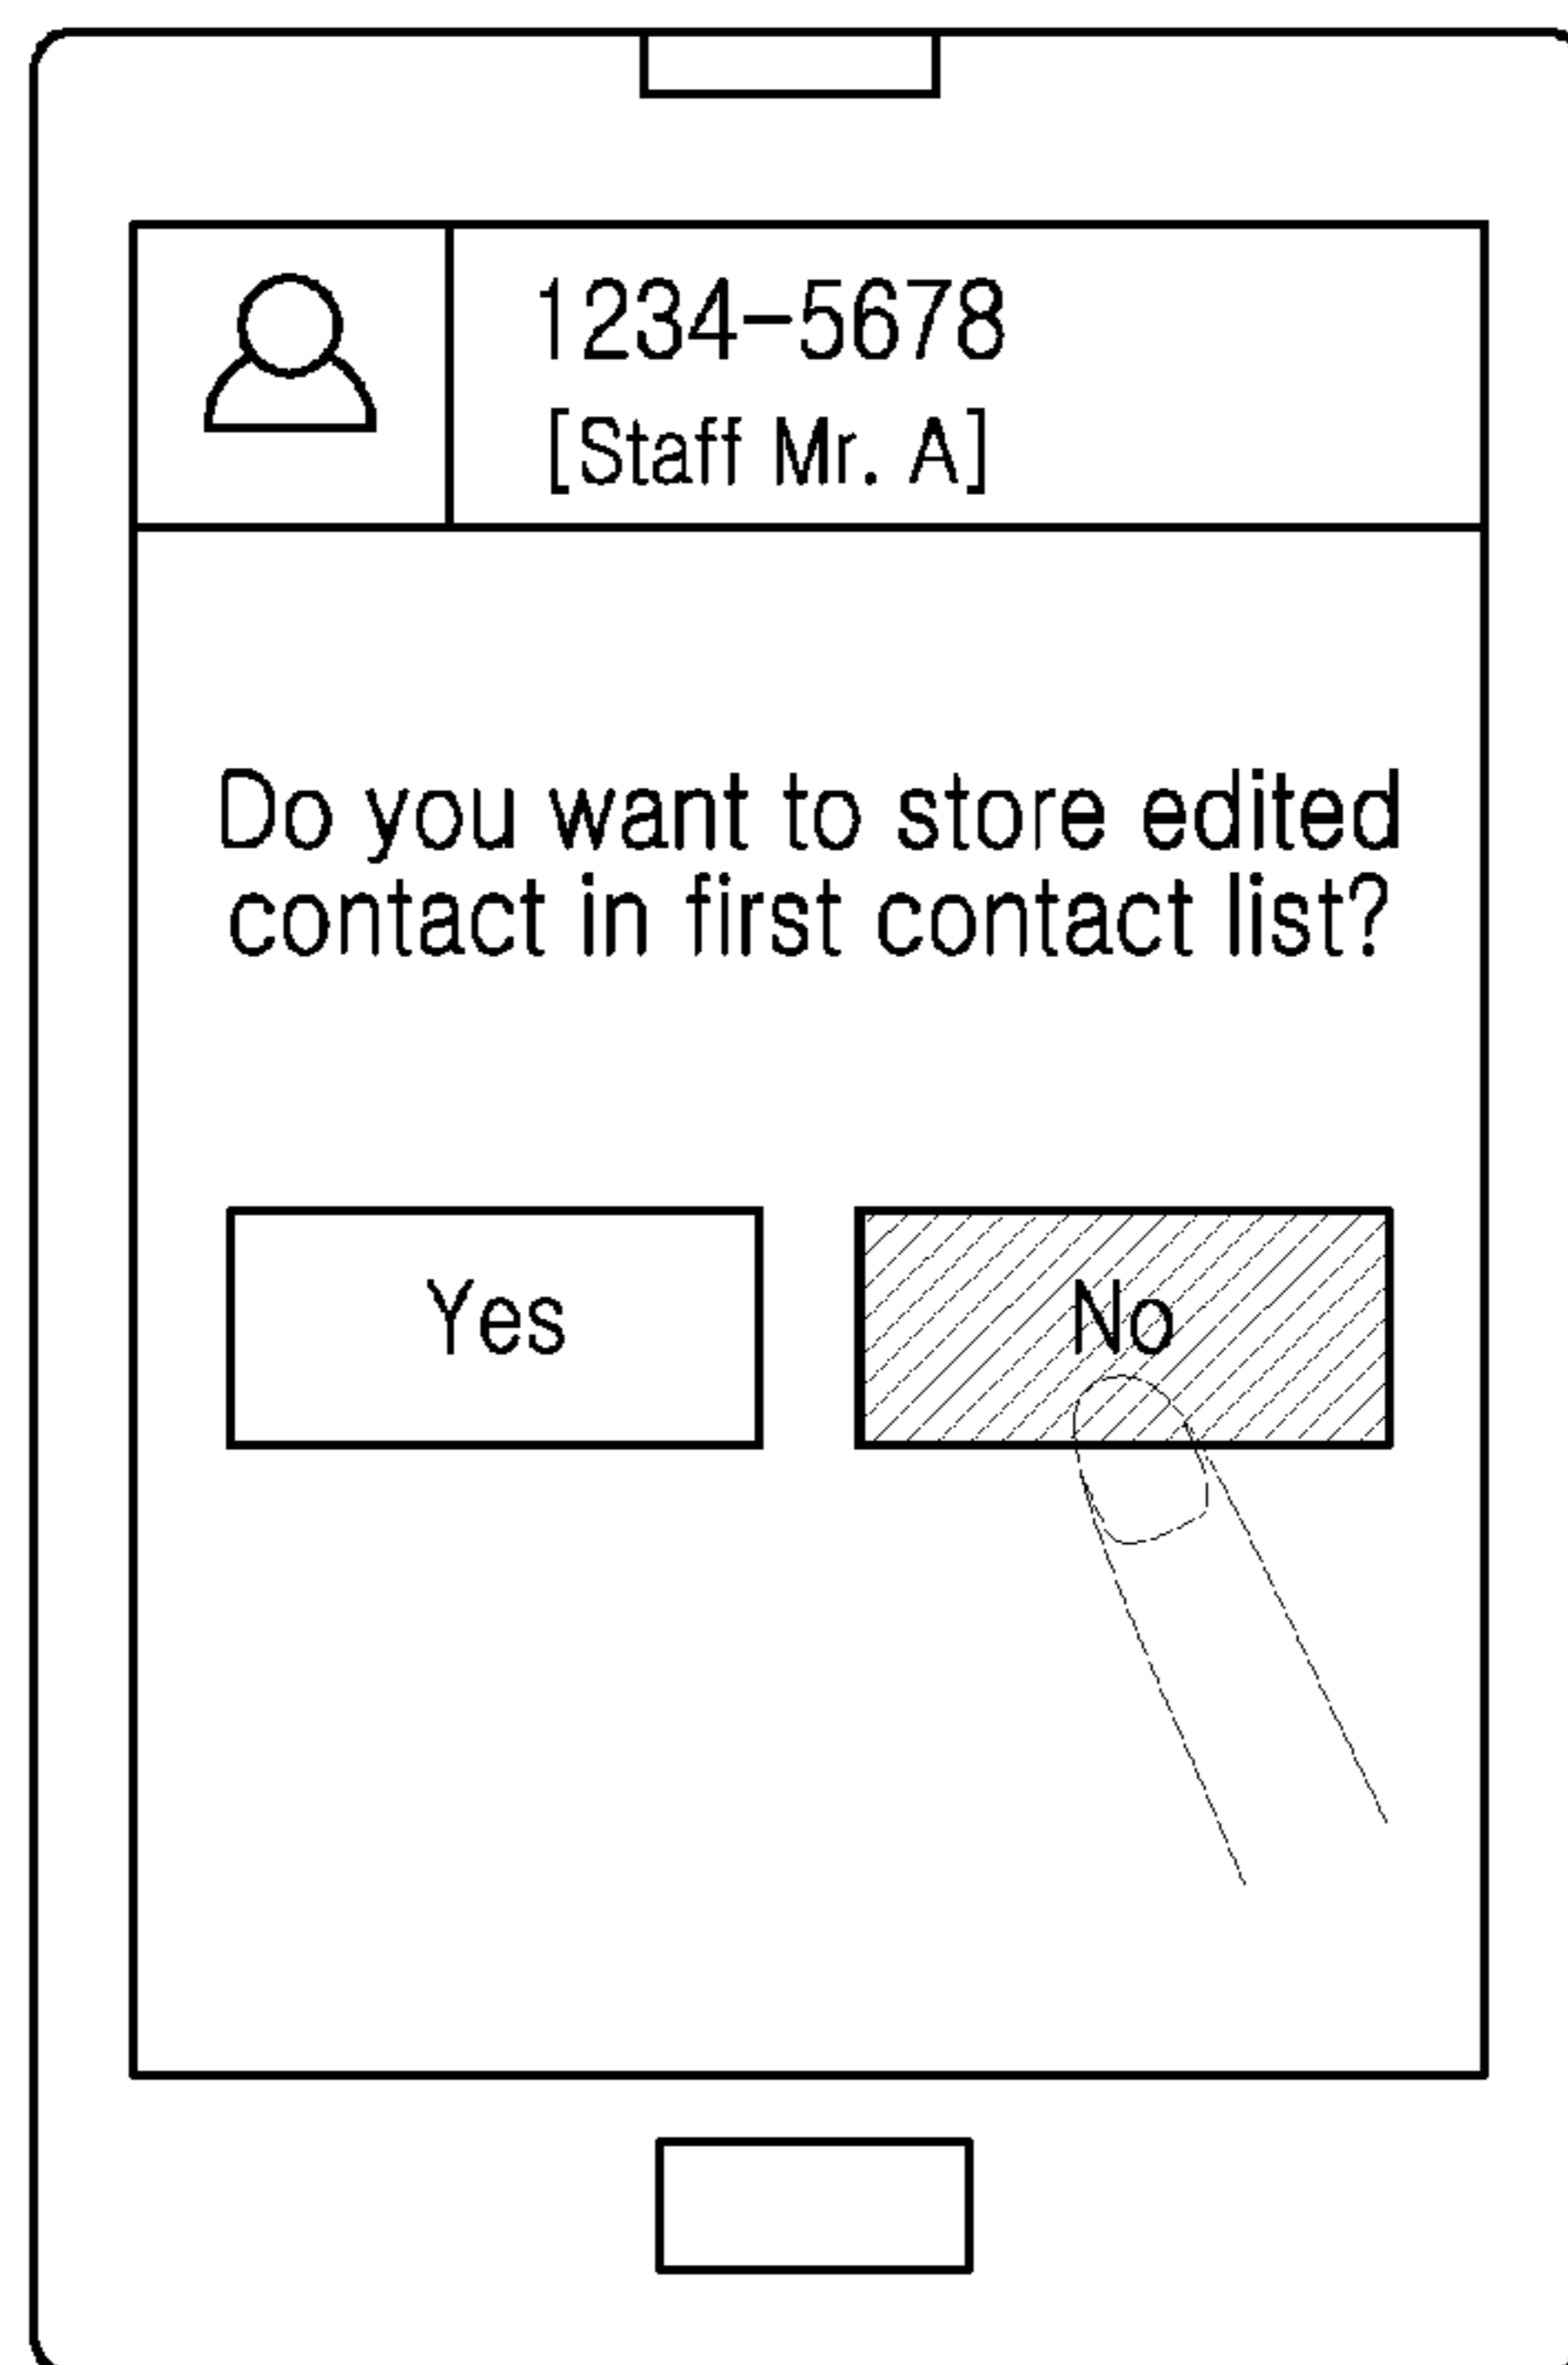 1234-5678
[Staff Mr. A]
Do you want to store edited
contact in first contact list?
Yes
No